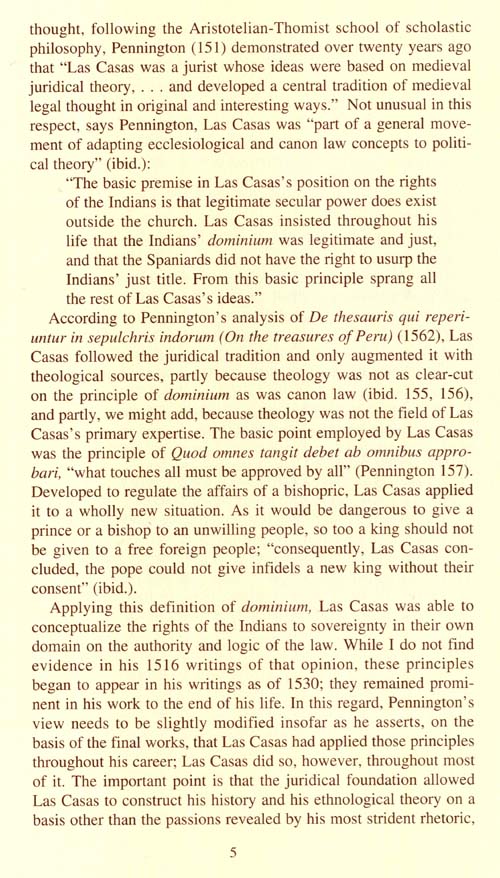 thought, following the Aristotelian-Thomist school of scholastic
philosophy, Pennington (151) demonstrated over twenty years ago
that “Las Casas was a jurist whose ideas were based on medieval
juridical theory, . . . and developed a central tradition of medieval
legal thought in original and interesting ways.” Not unusual in this
respect, says Pennington, Las Casas was “part of a general move-
ment of adapting ecclesiological and canon law concepts to politi-
cal theory” (ibid.):
“The basic premise in Las Casas’s position on the rights
of the Indians is that legitimate secular power does exist
outside the church. Las Casas insisted throughout his
life that the Indians’ dominium was legitimate and just,
and that the Spaniards did not have the right to usurp the
Indians’ just title. From this basic principle sprang all
the rest of Las Casas’s ideas.”
According to Pennington’s analysis of De thesauris qui reperi-
untur in sepulchris indorum (On the treasures of Peru) (1562), Las
Casas followed the juridical tradition and only augmented it with
theological sources, partly because theology was not as clear-cut
on the principle of dominium as was canon law (ibid. 155, 156),
and partly, we might add, because theology was not the field of Las
Casas’s primary expertise. The basic point employed by Las Casas
was the principle of Quod omnes tangit debet ab omnibus appro-
bari, “what touches all must be approved by all” (Pennington 157).
Developed to regulate the affairs of a bishopric, Las Casas applied
it to a wholly new situation. As it would be dangerous to give a
prince or a bishop to an unwilling people, so too a king should not
be given to a free foreign people; “consequently, Las Casas con-
cluded, the pope could not give infidels a new king without their
consent” (ibid.).
Applying this definition of dominium, Las Casas was able to
conceptualize the rights of the Indians to sovereignty in their own
domain on the authority and logic of the law. While I do not find
evidence in his 1516 writings of that opinion, these principles
began to appear in his writings as of 1530; they remained promi-
nent in his work to the end of his life. In this regard, Pennington’s
view needs to be slightly modified insofar as he asserts, on the
basis of the final works, that Las Casas had applied those principles
throughout his career; Las Casas did so, however, throughout most
of it. The important point is that the juridical foundation allowed
Las Casas to construct his history and his ethnological theory on a
basis other than the passions revealed by his most strident rhetoric,
5